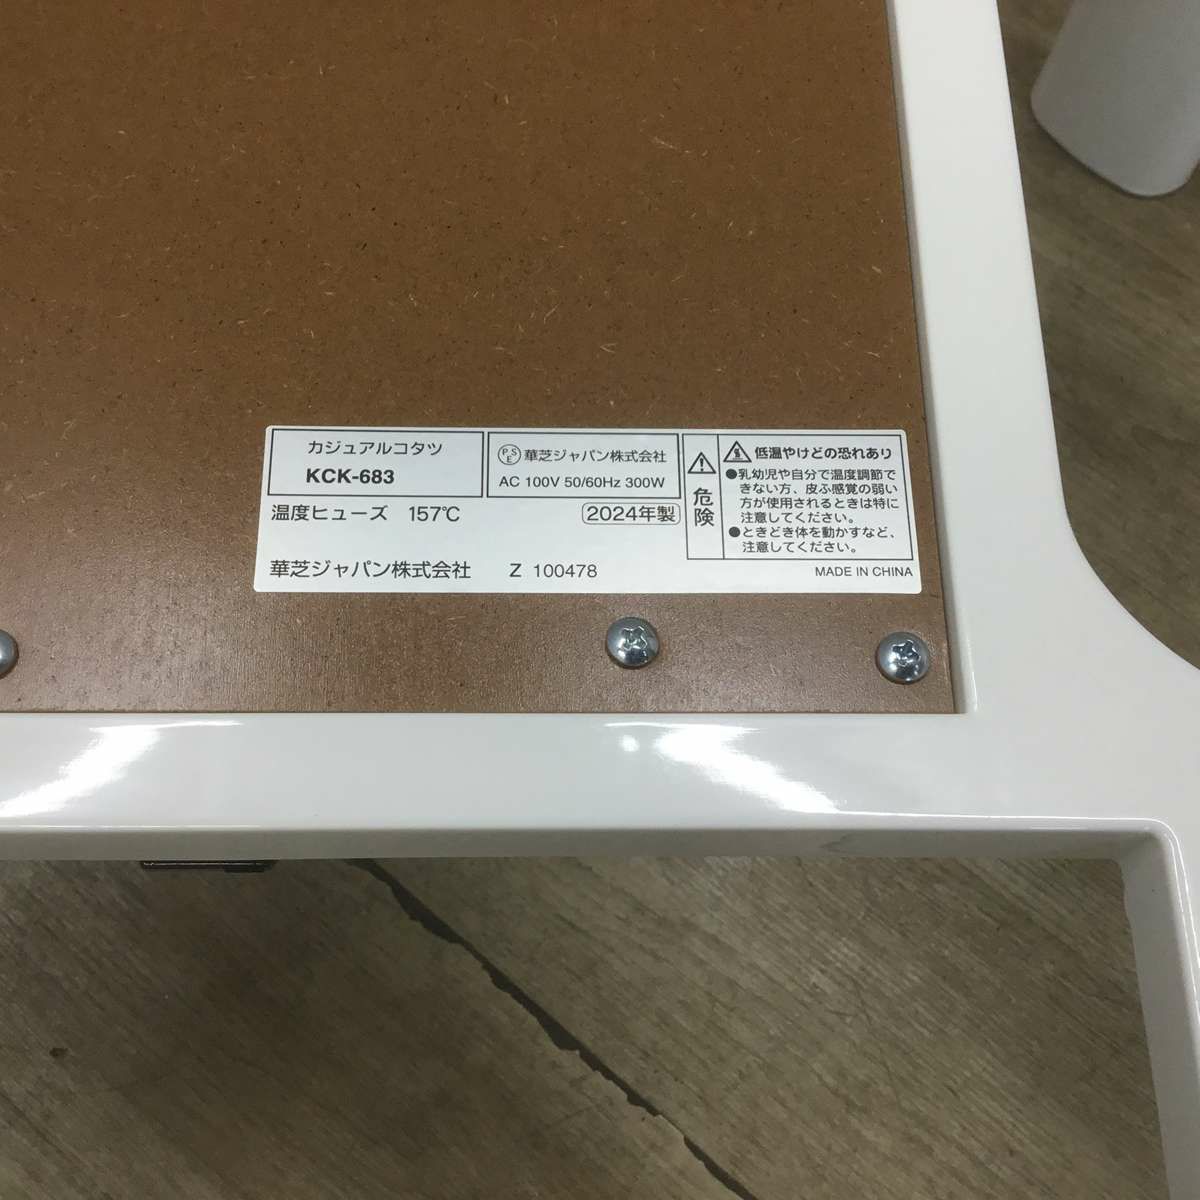 カジュアルコタツ
KCK-683
PSE 華芝ジャパン株式会社
AC 100V 50/60Hz 300W
温度ヒューズ 157℃
2024年製
華芝ジャパン株式会社 Z 100478
危険
低温やけどの恐れあり
●乳幼児や自分で温度調節で
きない方、皮ふ感覚の弱い
方が使用されるときは特に
注意してください。
●ときどき体を動かすなど、
注意してください。
MADE IN CHINA